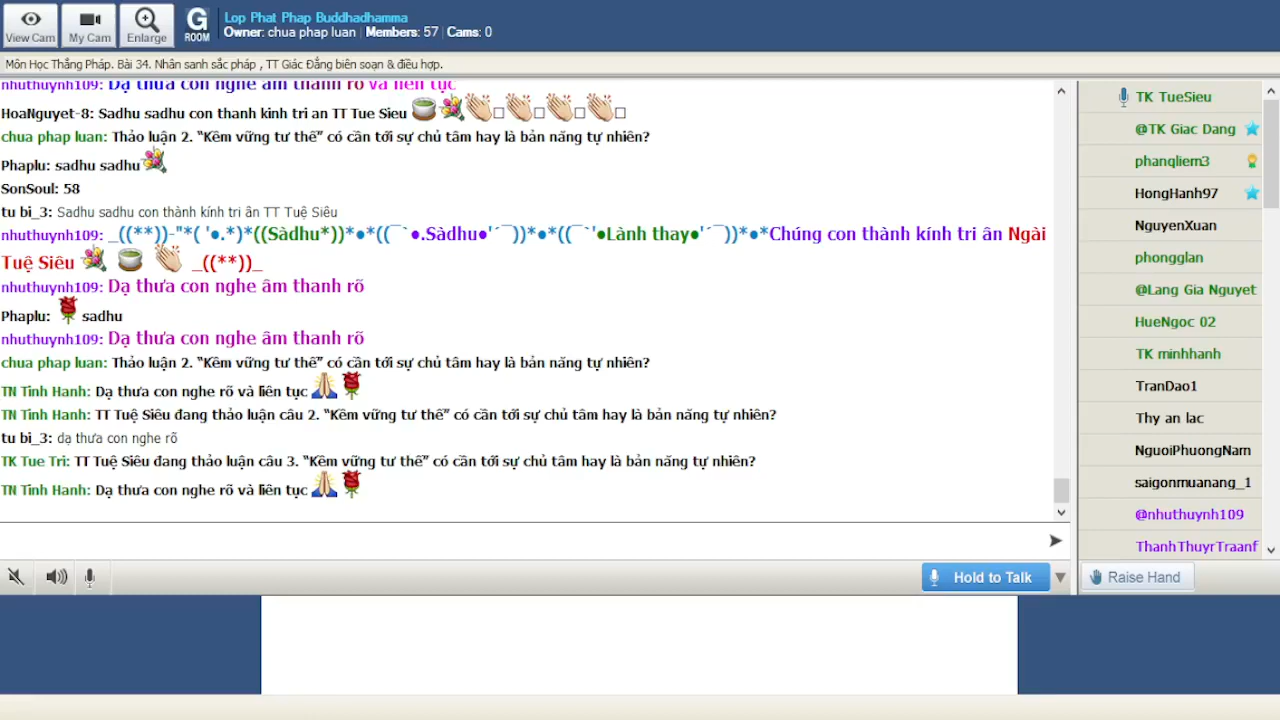 Lop Phat Phap Buddhadhamma
Owner: chua phap luan | Members: 57 | Cams: 0
View Cam
My Cam
Enlarge
G
ROOM
Môn Học Thắng Pháp. Bài 34. Nhân sanh sắc pháp , TT Giác Đẳng biên soạn & điều hợp.
nhuthuynh109: Dạ thưa con nghe âm thanh rõ và liên tục
HoaNguyet-8: Sadhu sadhu con thanh kinh tri an TT Tue Sieu
chua phap luan: Thảo luận 2. "Kềm vững tư thế" có cần tới sự chủ tâm hay là bản năng tự nhiên?
Phaplu: sadhu sadhu
SonSoul: 58
tu bi_3: Sadhu sadhu con thành kính tri ân TT Tuệ Siêu
nhuthuynh109: _((**))-"*( '●.*)*((Sàdhu*))*●*((¯`●.Sàdhu●'´¯))*●*((¯`'●Lành thay●'´¯))*●*Chúng con thành kính tri ân Ngài
Tuệ Siêu _((**))_
nhuthuynh109: Dạ thưa con nghe âm thanh rõ
Phaplu: sadhu
nhuthuynh109: Dạ thưa con nghe âm thanh rõ
chua phap luan: Thảo luận 2. "Kềm vững tư thế" có cần tới sự chủ tâm hay là bản năng tự nhiên?
TN Tinh Hanh: Dạ thưa con nghe rõ và liên tục
TN Tinh Hanh: TT Tuệ Siêu đang thảo luận câu 2. "Kềm vững tư thế" có cần tới sự chủ tâm hay là bản năng tự nhiên?
tu bi_3: dạ thưa con nghe rõ
TK Tue Tri: TT Tuệ Siêu đang thảo luận câu 3. "Kềm vững tư thế" có cần tới sự chủ tâm hay là bản năng tự nhiên?
TN Tinh Hanh: Dạ thưa con nghe rõ và liên tục
TK TueSieu
@TK Giac Dang
phanqliem3
HongHanh97
NguyenXuan
phongglan
@Lang Gia Nguyet
HueNgoc 02
TK minhhanh
TranDao1
Thy an lac
NguoiPhuongNam
saigonmuanang_1
@nhuthuynh109
ThanhThuyrTraanf
Hold to Talk
Raise Hand